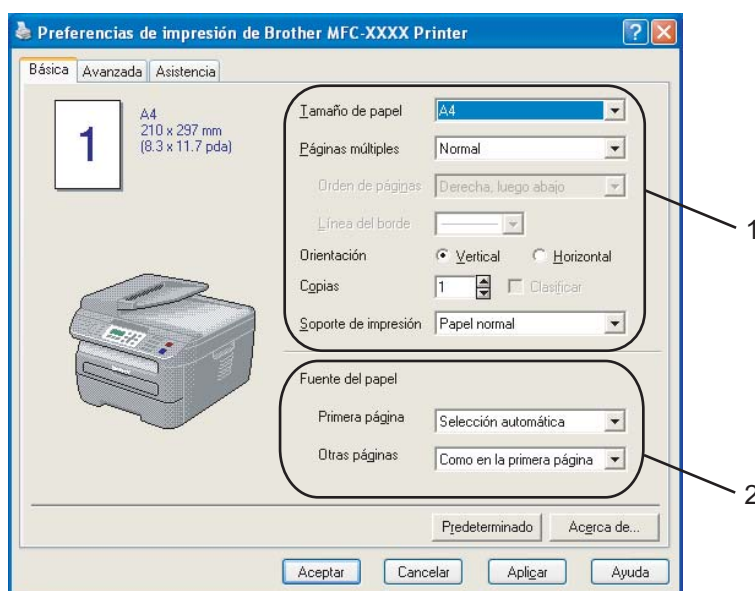 Preferencias de impresión de Brother MFC-XXXX Printer
Básica Avanzada Asistencia
1
A4
210 x 297 mm
(8.3 x 11.7 pda)
Tamaño de papel A4
Páginas múltiples Normal
Orden de páginas Derecha, luego abajo
Línea del borde
Orientación Vertical Horizontal
Copias 1 Clasificar
Soporte de impresión Papel normal
1
Fuente del papel
Primera página Selección automática
Otras páginas Como en la primera página
2
Predeterminado Acerca de...
Aceptar Cancelar Aplicar Ayuda